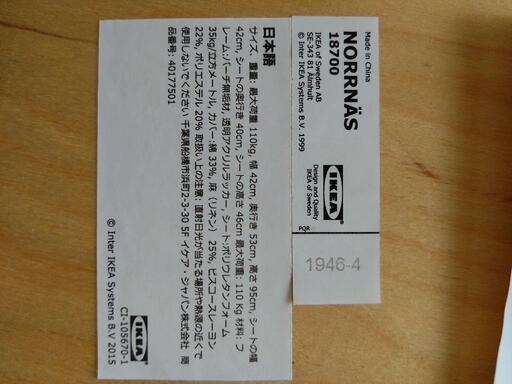 Made in China
NORRNÄS
18700
IKEA of Sweden AB
SE-343 81 Älmhult
© Inter IKEA Systems B.V. 1999
IKEA
Design and Quality
IKEA of Sweden
1946-4
日本語
サイズ、重量: 最大荷重 110kg, 幅 42cm, 奥行き 53cm, 高さ 95cm, シートの幅
42cm, シートの奥行き 40cm, シートの高さ 46cm 最大荷重: 110 Kg 材料: フ
レーム: バーチ無垢材, 透明アクリルラッカー, シート: ポリウレタンフォーム
35kg/立方メートル, カバー: 綿 33%, 麻（リネン） 25%, ビスコースレーヨン
22%, ポリエステル 20% 取扱い上の注意: 直射日光が当たる場所や熱源の近くで
使用しないでください 千葉県船橋市浜町2-3-30 5F イケア・ジャパン株式会社 商
品番号: 40177501
IKEA
CI-105670-1
© Inter IKEA Systems B.V 2015